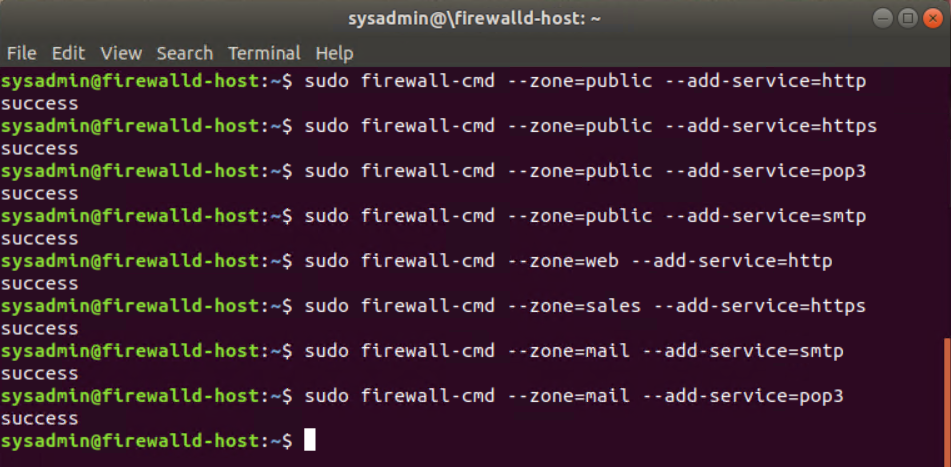 sysadmin@\firewalld-host: ~
File Edit View Search Terminal Help
sysadmin@firewalld-host:~$ sudo firewall-cmd --zone=public --add-service=http
success
sysadmin@firewalld-host:~$ sudo firewall-cmd --zone=public --add-service=https
success
sysadmin@firewalld-host:~$ sudo firewall-cmd --zone=public --add-service=pop3
success
sysadmin@firewalld-host:~$ sudo firewall-cmd --zone=public --add-service=smtp
success
sysadmin@firewalld-host:~$ sudo firewall-cmd --zone=web --add-service=http
success
sysadmin@firewalld-host:~$ sudo firewall-cmd --zone=sales --add-service=https
success
sysadmin@firewalld-host:~$ sudo firewall-cmd --zone=mail --add-service=smtp
success
sysadmin@firewalld-host:~$ sudo firewall-cmd --zone=mail --add-service=pop3
success
sysadmin@firewalld-host:~$